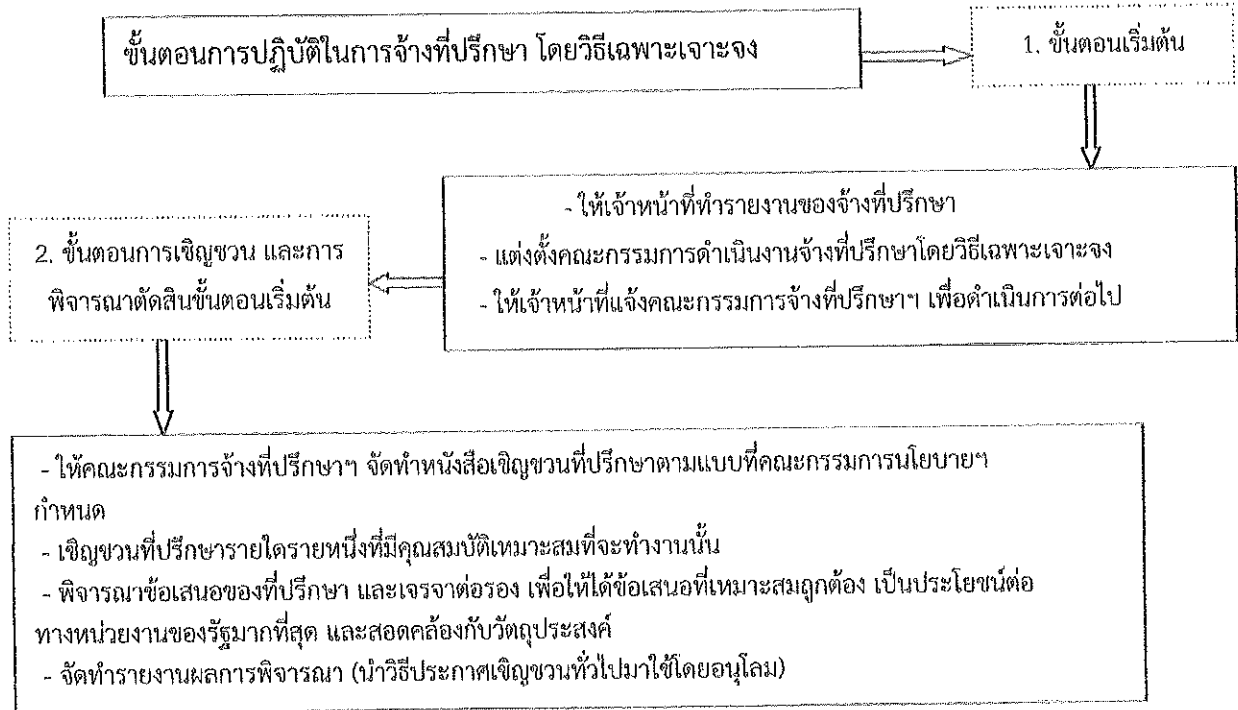 ขั้นตอนการปฏิบัติในการจ้างที่ปรึกษา โดยวิธีเฉพาะเจาะจง
1. ขั้นตอนเริ่มต้น
- ให้เจ้าหน้าที่ทำรายงานของจ้างที่ปรึกษา
- แต่งตั้งคณะกรรมการดำเนินงานจ้างที่ปรึกษาโดยวิธีเฉพาะเจาะจง
- ให้เจ้าหน้าที่แจ้งคณะกรรมการจ้างที่ปรึกษาฯ เพื่อดำเนินการต่อไป
2. ขั้นตอนการเชิญชวน และการ
พิจารณาตัดสินขั้นตอนเริ่มต้น
- ให้คณะกรรมการจ้างที่ปรึกษาฯ จัดทำหนังสือเชิญชวนที่ปรึกษาตามแบบที่คณะกรรมการนโยบายฯ
กำหนด
- เชิญชวนที่ปรึกษารายใดรายหนึ่งที่มีคุณสมบัติเหมาะสมที่จะทำงานนั้น
- พิจารณาข้อเสนอของที่ปรึกษา และเจรจาต่อรอง เพื่อให้ได้ข้อเสนอที่เหมาะสมถูกต้อง เป็นประโยชน์ต่อ
ทางหน่วยงานของรัฐมากที่สุด และสอดคล้องกับวัตถุประสงค์
- จัดทำรายงานผลการพิจารณา (นำวิธีประกาศเชิญชวนทั่วไปมาใช้โดยอนุโลม)